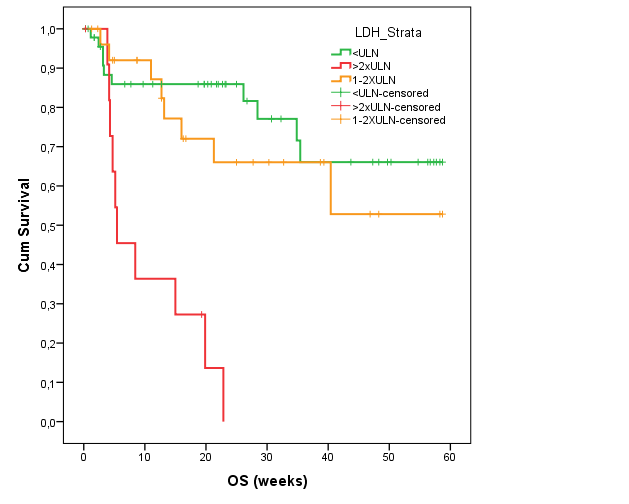 LDH_Strata
<ULN
>2xULN
1-2XULN
<ULN-censored
>2xULN-censored
1-2XULN-censored
1,0
0,9
0,8
0,7
0,6
0,5
0,4
0,3
0,2
0,1
0,0
Cum Survival
0 10 20 30 40 50 60
OS (weeks)